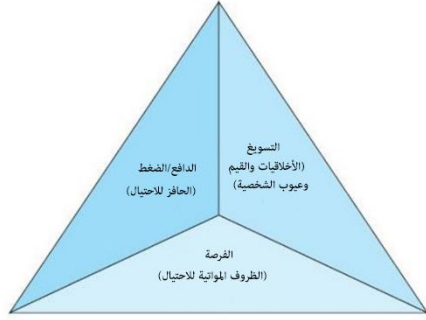 التسويغ
(الأخلاقيات والقيم
وعيوب الشخصية)
الدافع/الضغط
(الحافز للاحتيال)
الفرصة
(الظروف المواتية للاحتيال)